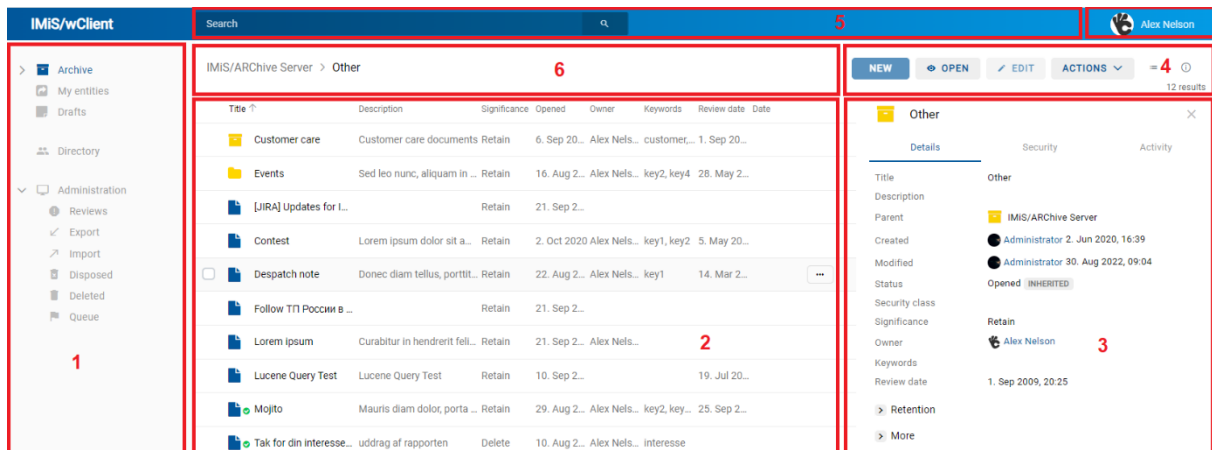 IMiS/wClient
Search
5
Alex Nelson
Archive
My entities
Drafts
Directory
Administration
Reviews
Export
Import
Disposed
Deleted
Queue
1
IMiS/ARChive Server > Other
6
NEW OPEN EDIT ACTIONS 4
12 results
Title ↑ Description Significance Opened Owner Keywords Review date Date
Customer care Customer care documents Retain 6. Sep 20... Alex Nels... customer,... 1. Sep 20...
Events Sed leo nunc, aliquam in ... Retain 16. Aug 2... Alex Nels... key2, key4 28. May 2...
[JIRA] Updates for I... Retain 21. Sep 2...
Contest Lorem ipsum dolor sit a... Retain 2. Oct 2020 Alex Nels... key1, key2 5. May 20...
Despatch note Donec diam tellus, porttit... Retain 22. Aug 2... Alex Nels... key1 14. Mar 2... ...
Follow ТП России в ... Retain 21. Sep 2...
Lorem ipsum Curabitur in hendrerit feli... Retain 21. Sep 2... Alex Nels...
2
Lucene Query Test Lucene Query Test Retain 10. Sep 2... 19. Jul 20...
Mojito Mauris diam dolor, porta ... Retain 29. Aug 2... Alex Nels... key2, key... 25. Sep 2...
Tak for din interesse... uddrag af rapporten Delete 10. Aug 2... Alex Nels... interesse
Other
Details Security Activity
Title Other
Description
Parent IMiS/ARChive Server
Created Administrator 2. Jun 2020, 16:39
Modified Administrator 30. Aug 2022, 09:04
Status Opened INHERITED
Security class
Significance Retain
Owner Alex Nelson
3
Keywords
Review date 1. Sep 2009, 20:25
> Retention
> More